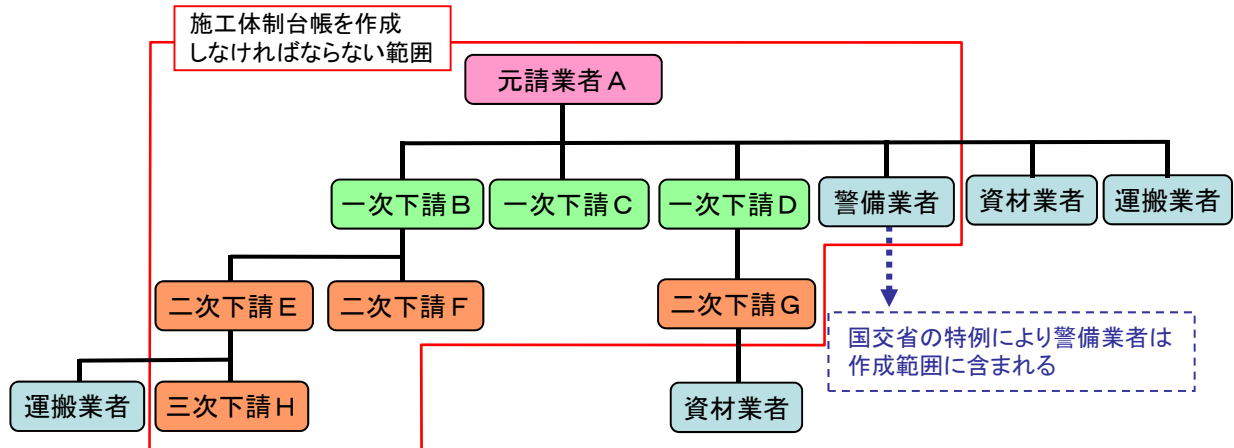 施工体制台帳を作成
しなければならない範囲
元請業者A
一次下請B
一次下請C
一次下請D
警備業者
資材業者
運搬業者
二次下請E
二次下請F
二次下請G
国交省の特例により警備業者は
作成範囲に含まれる
運搬業者
三次下請H
資材業者